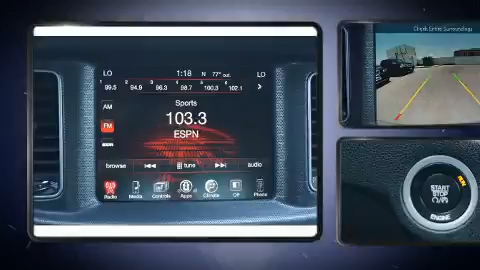 LO 1:18 N 77° out. LO
1 2 3 4 5 6
99.5 94.9 96.3 98.7 100.3 102.1
AM
Sports
FM
103.3
ESPN
browse tune audio
Radio Media Controls Apps Climate Off Phone
Check Entire Surroundings
RUN
START
STOP
ENGINE